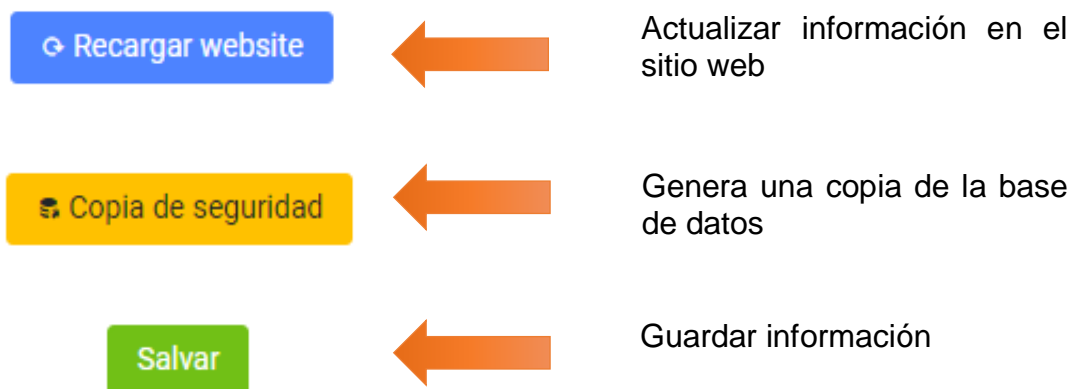 Recargar website
Actualizar información en el
sitio web
Copia de seguridad
Genera una copia de la base
de datos
Salvar
Guardar información